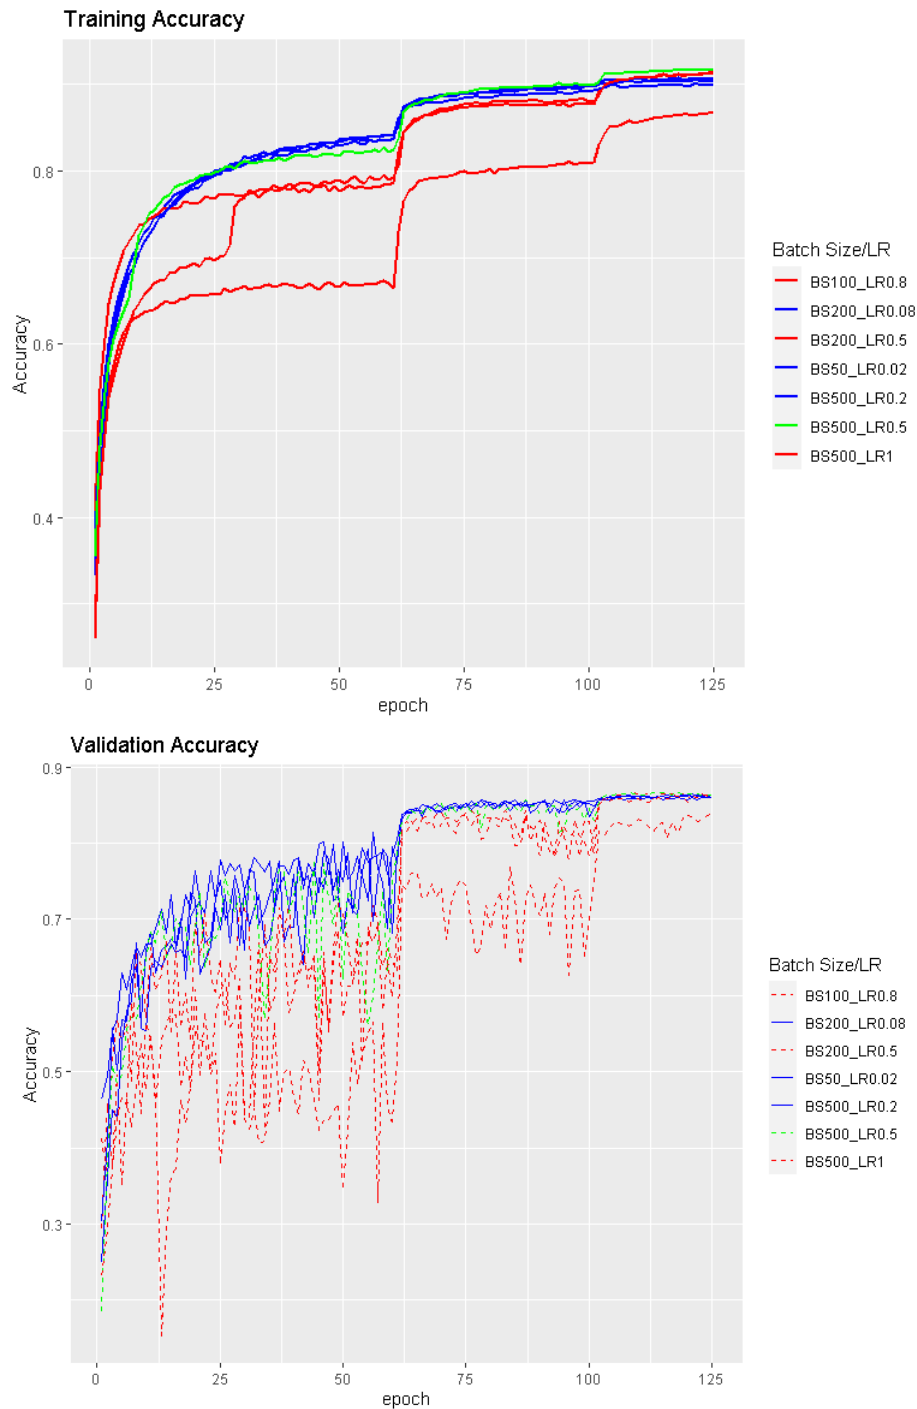 Training Accuracy
Accuracy
0.8
0.6
0.4
0
25
50
75
100
125
epoch
Batch Size/LR
BS100_LR0.8
BS200_LR0.08
BS200_LR0.5
BS50_LR0.02
BS500_LR0.2
BS500_LR0.5
BS500_LR1
Validation Accuracy
Accuracy
0.9
0.7
0.5
0.3
0
25
50
75
100
125
epoch
Batch Size/LR
BS100_LR0.8
BS200_LR0.08
BS200_LR0.5
BS50_LR0.02
BS500_LR0.2
BS500_LR0.5
BS500_LR1